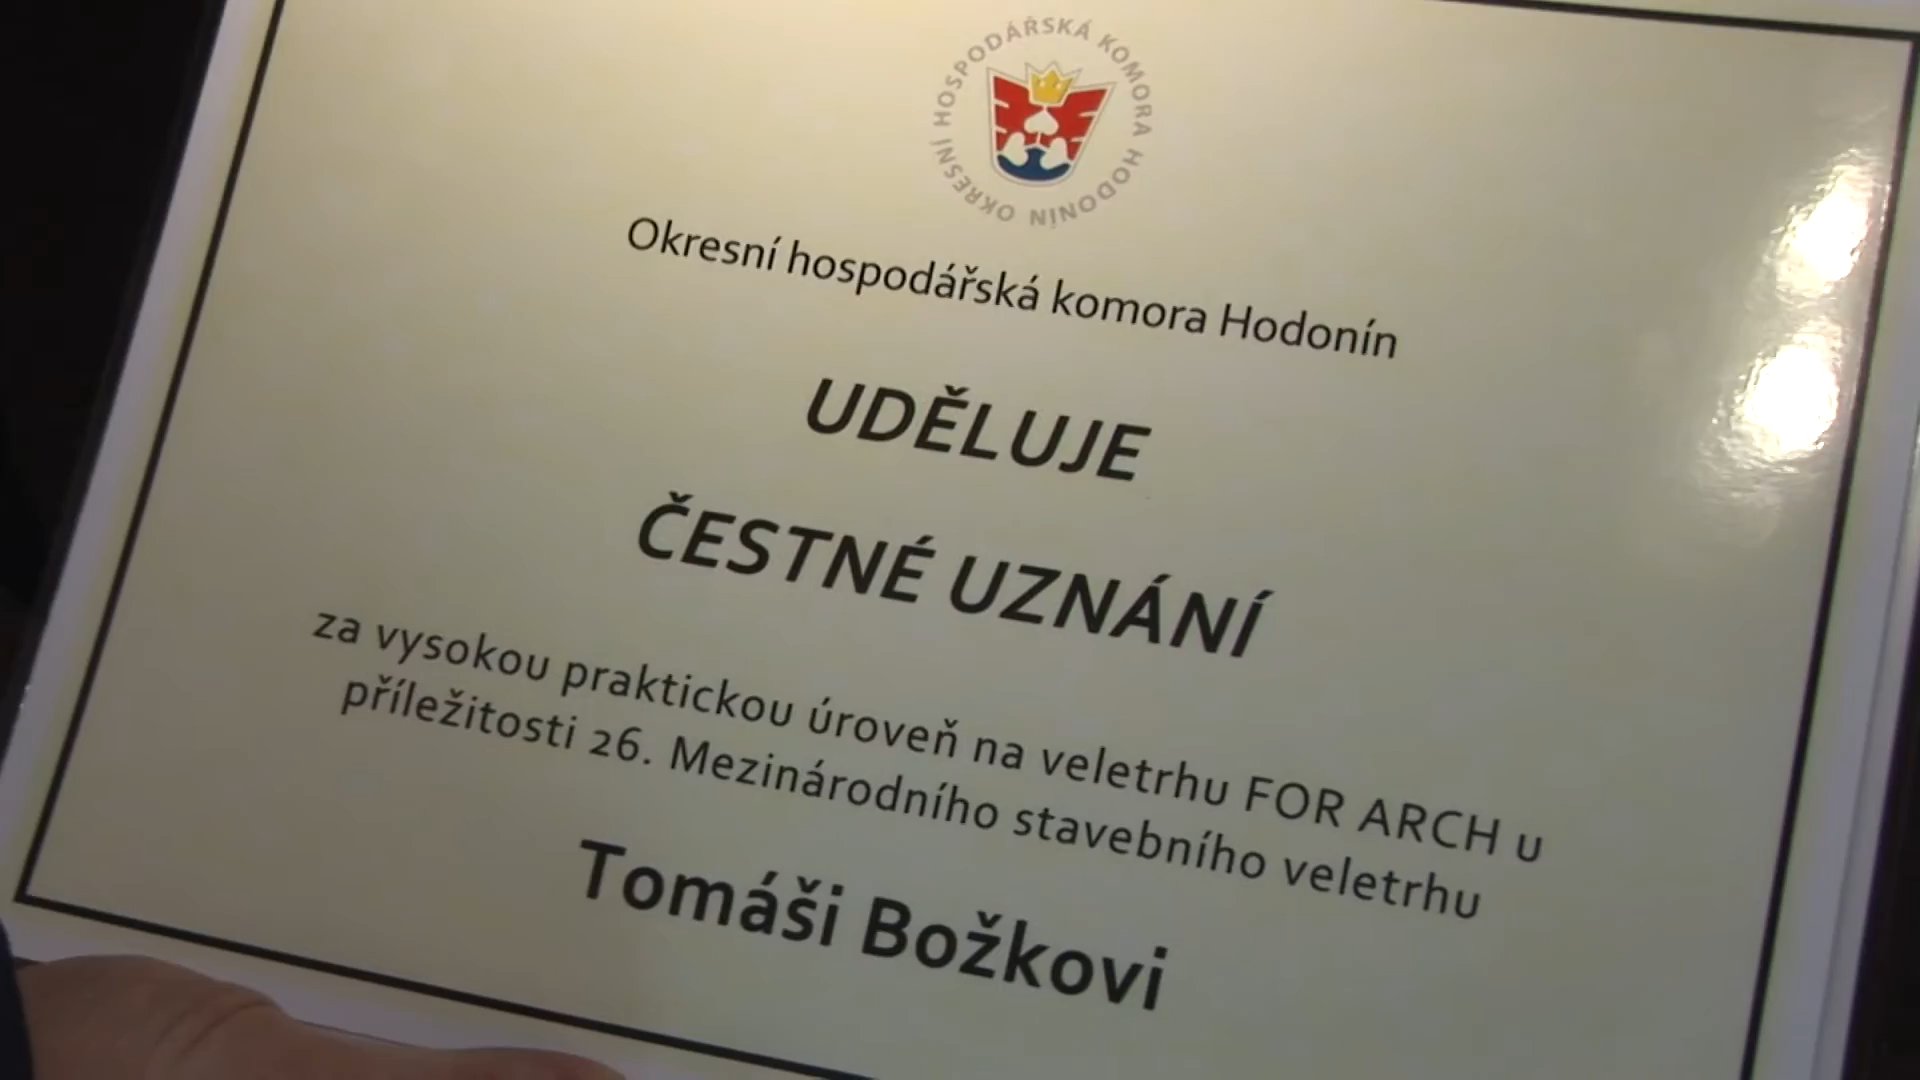 OKRESNÍ HOSPODÁŘSKÁ KOMORA HODONÍN
Okresní hospodářská komora Hodonín
UDĚLUJE
ČESTNÉ UZNÁNÍ
za vysokou praktickou úroveň na veletrhu FOR ARCH u
příležitosti 26. Mezinárodního stavebního veletrhu
Tomáši Božkovi